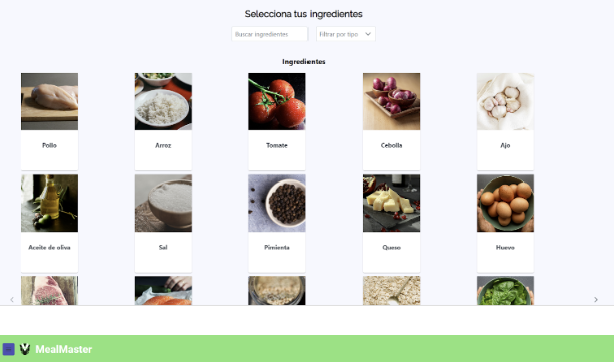 Selecciona tus ingredientes
Buscar ingredientes
Filtrar por tipo
Ingredientes
Pollo
Arroz
Tomate
Cebolla
Ajo
Aceite de oliva
Sal
Pimienta
Queso
Huevo
MealMaster